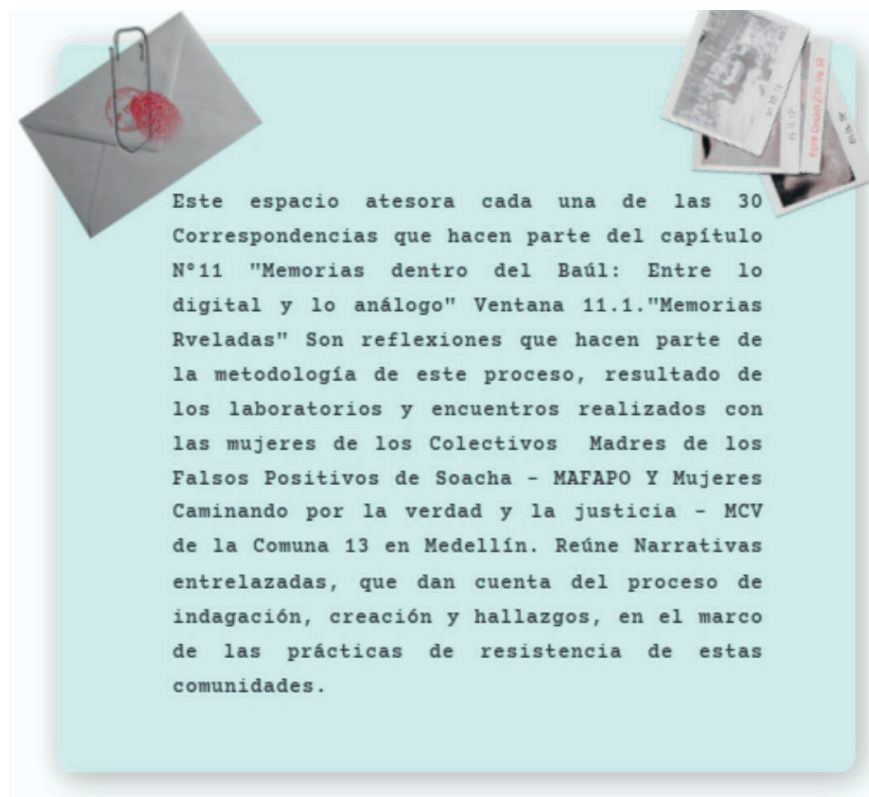 Este espacio atesora cada una de las 30
Correspondencias que hacen parte del capítulo
N°11 "Memorias dentro del Baúl: Entre lo
digital y lo análogo" Ventana 11.1."Memorias
Rveladas" Son reflexiones que hacen parte de
la metodología de este proceso, resultado de
los laboratorios y encuentros realizados con
las mujeres de los Colectivos Madres de los
Falsos Positivos de Soacha - MAFAPO Y Mujeres
Caminando por la verdad y la justicia - MCV
de la Comuna 13 en Medellín. Reúne Narrativas
entrelazadas, que dan cuenta del proceso de
indagación, creación y hallazgos, en el marco
de las prácticas de resistencia de estas
comunidades.